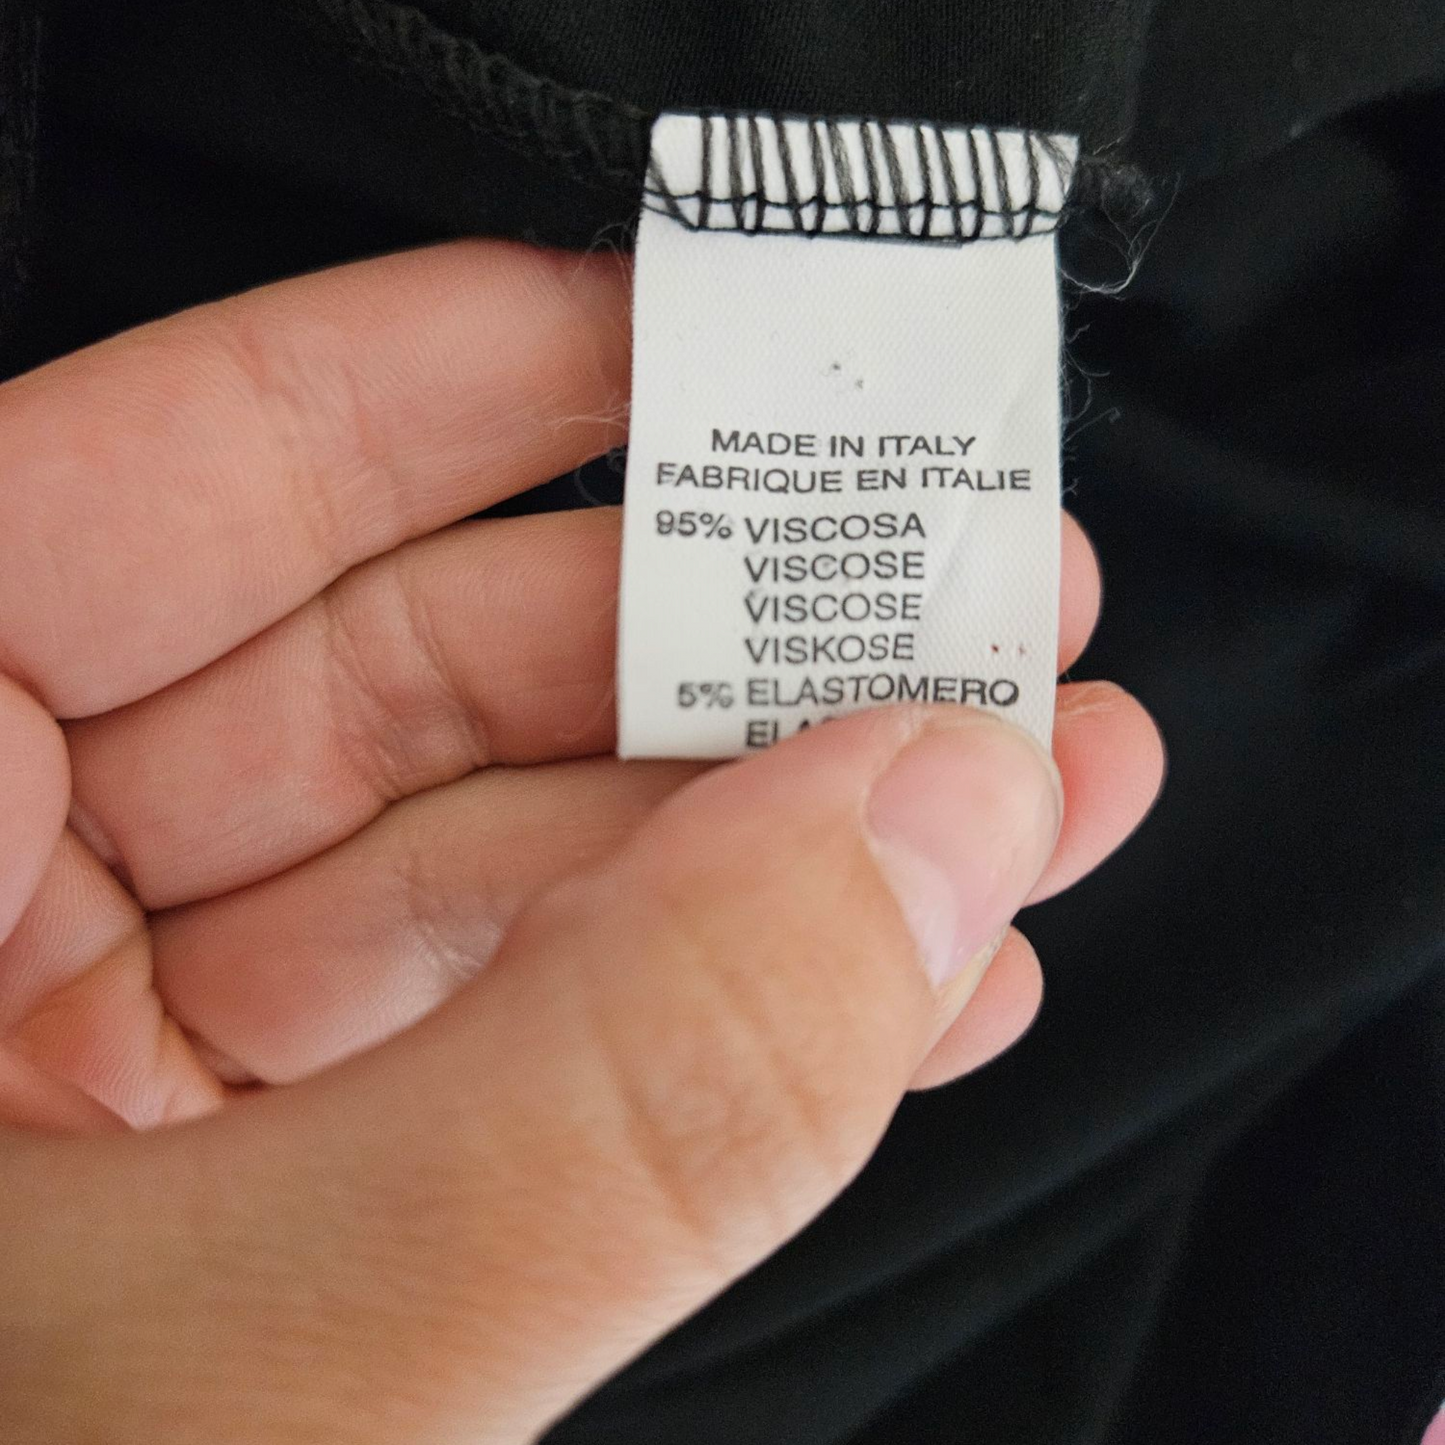 MADE IN ITALY
FABRIQUE EN ITALIE
95% VISCOSA
VISCOSE
VISCOSE
VISKOSE
5% ELASTOMERO